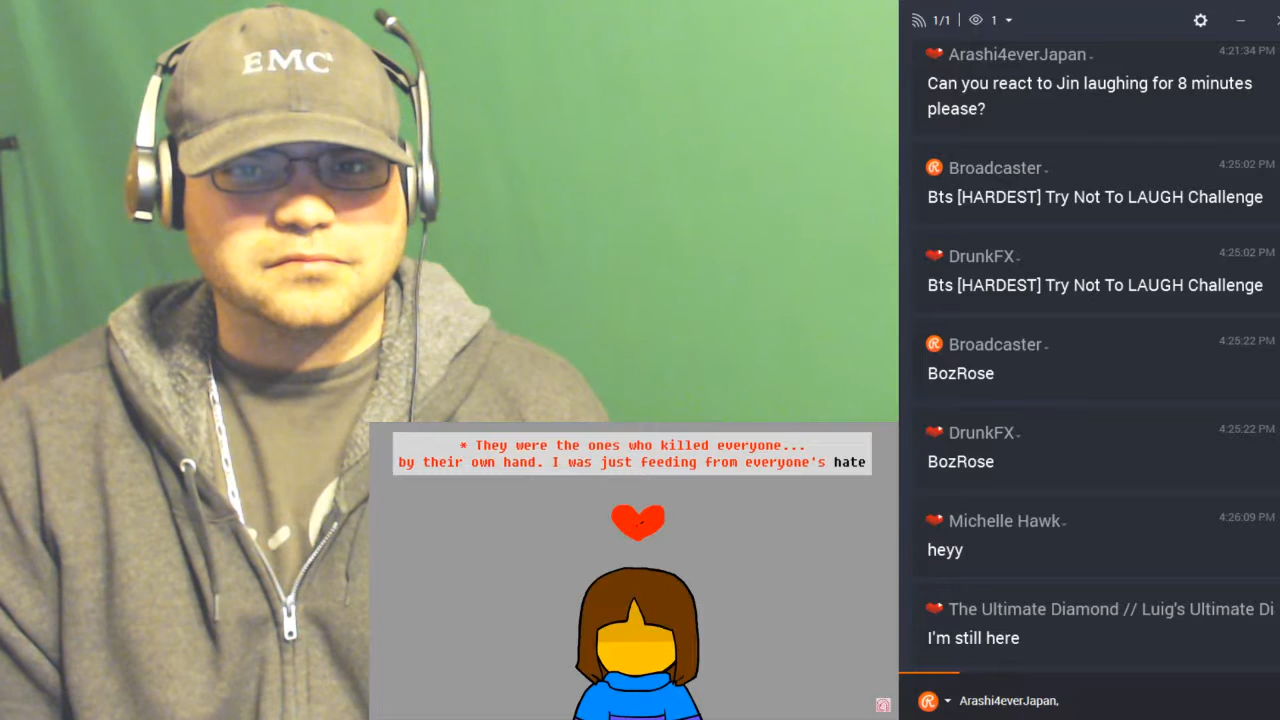 EMC
* They were the ones who killed everyone...
by their own hand. I was just feeding from everyone's hate
1/1
1
Arashi4everJapan
4:21:34 PM
Can you react to Jin laughing for 8 minutes
please?
Broadcaster
4:25:02 PM
Bts [HARDEST] Try Not To LAUGH Challenge
DrunkFX
4:25:02 PM
Bts [HARDEST] Try Not To LAUGH Challenge
Broadcaster
4:25:22 PM
BozRose
DrunkFX
4:25:22 PM
BozRose
Michelle Hawk
4:26:09 PM
heyy
The Ultimate Diamond // Luig's Ultimate Di
I'm still here
Arashi4everJapan,